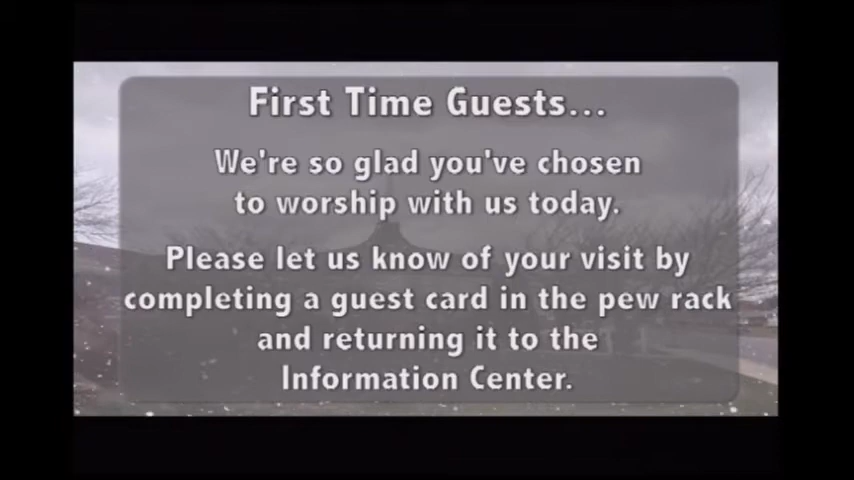 First Time Guests...
We're so glad you've chosen
to worship with us today.
Please let us know of your visit by
completing a guest card in the pew rack
and returning it to the
Information Center.